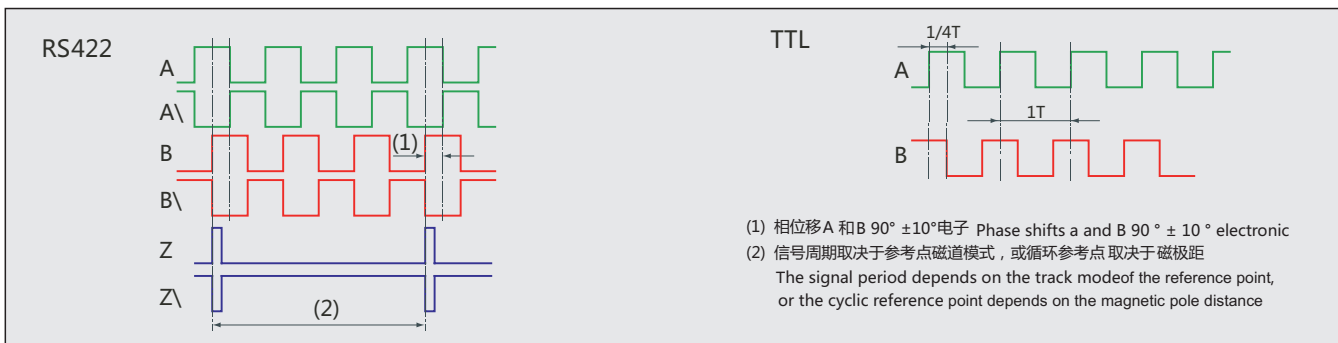 RS422
A
A\
B
(1)
B\
Z
Z\
(2)
TTL
1/4T
A
1T
B
(1) 相位移A 和B 90° ±10°电子 Phase shifts a and B 90 ° ± 10 ° electronic
(2) 信号周期取决于参考点磁道模式，或循环参考点取决于磁极距
The signal period depends on the track modeof the reference point,
or the cyclic reference point depends on the magnetic pole distance